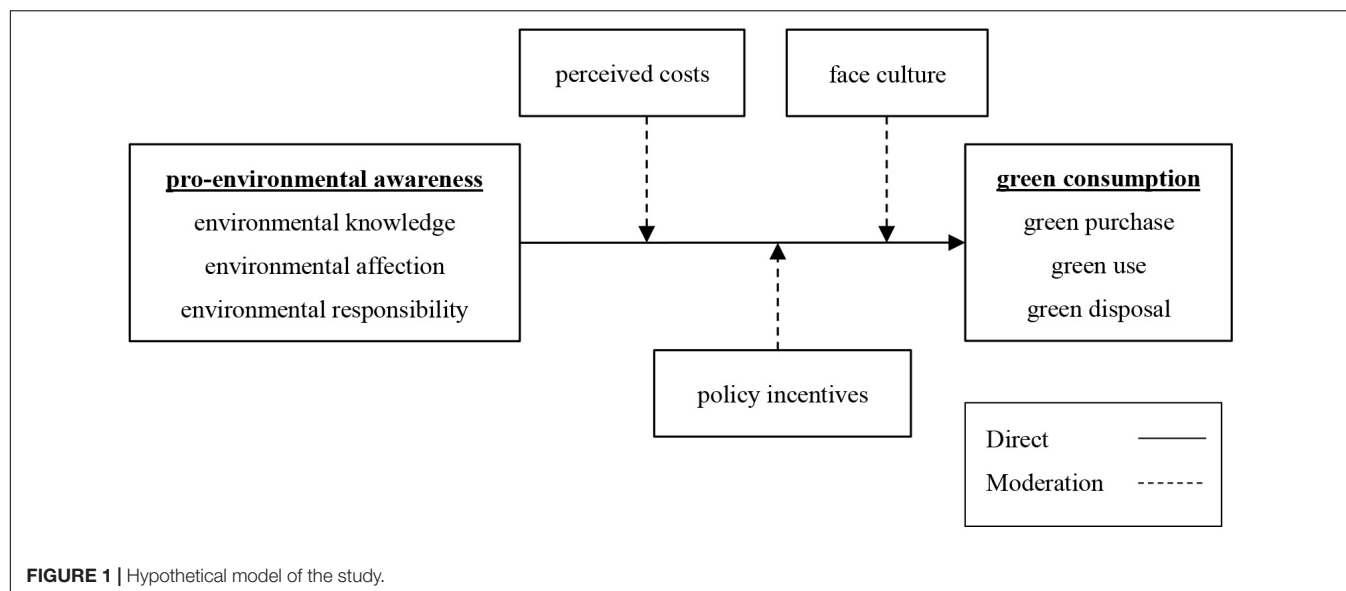 perceived costs
face culture
pro-environmental awareness
environmental knowledge
environmental affection
environmental responsibility
green consumption
green purchase
green use
green disposal
policy incentives
Direct
Moderation
FIGURE 1 | Hypothetical model of the study.